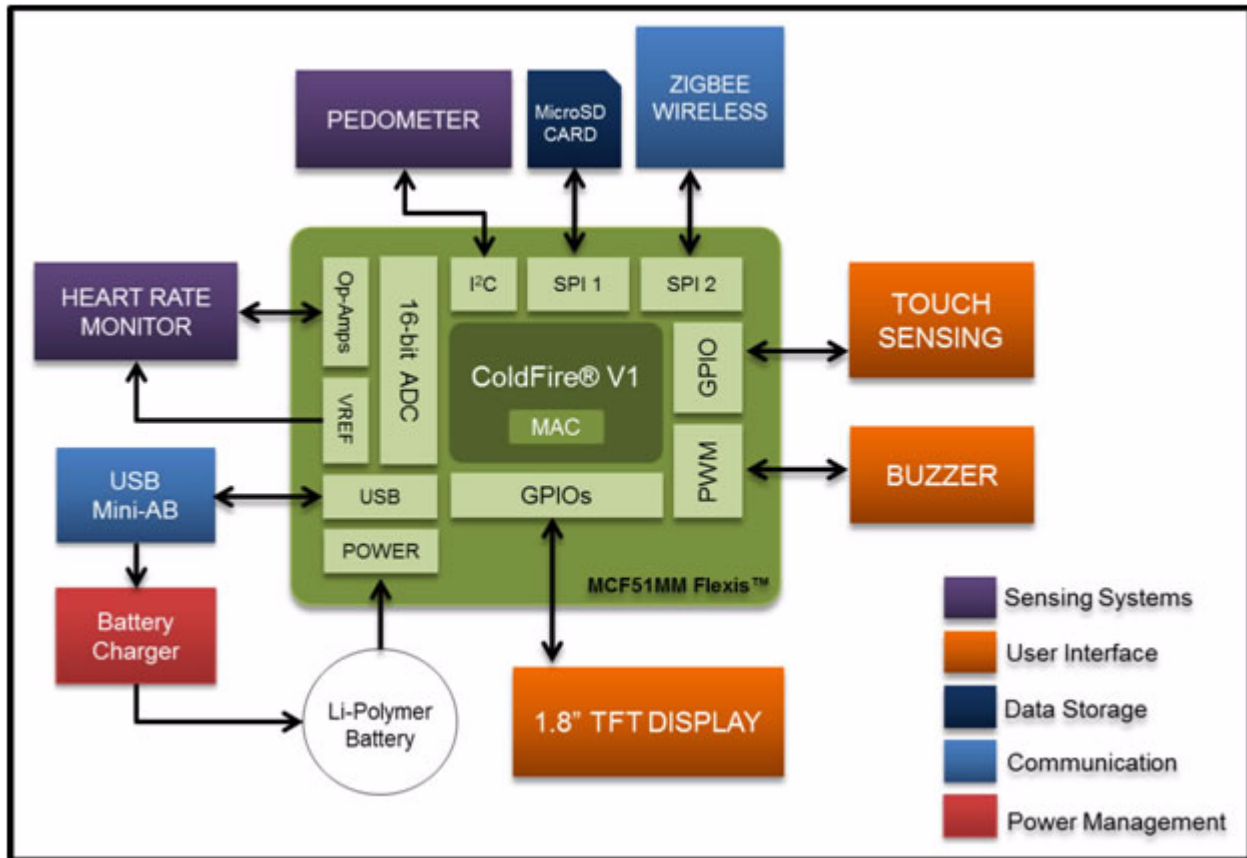 PEDOMETER
MicroSD
CARD
ZIGBEE
WIRELESS
HEART RATE
MONITOR
Op-Amps
16-bit ADC
I²C
SPI 1
SPI 2
TOUCH
SENSING
GPIO
ColdFire® V1
MAC
VREF
PWM
BUZZER
USB
Mini-AB
USB
GPIOs
POWER
MCF51MM Flexis™
Battery
Charger
Li-Polymer
Battery
1.8” TFT DISPLAY
Sensing Systems
User Interface
Data Storage
Communication
Power Management